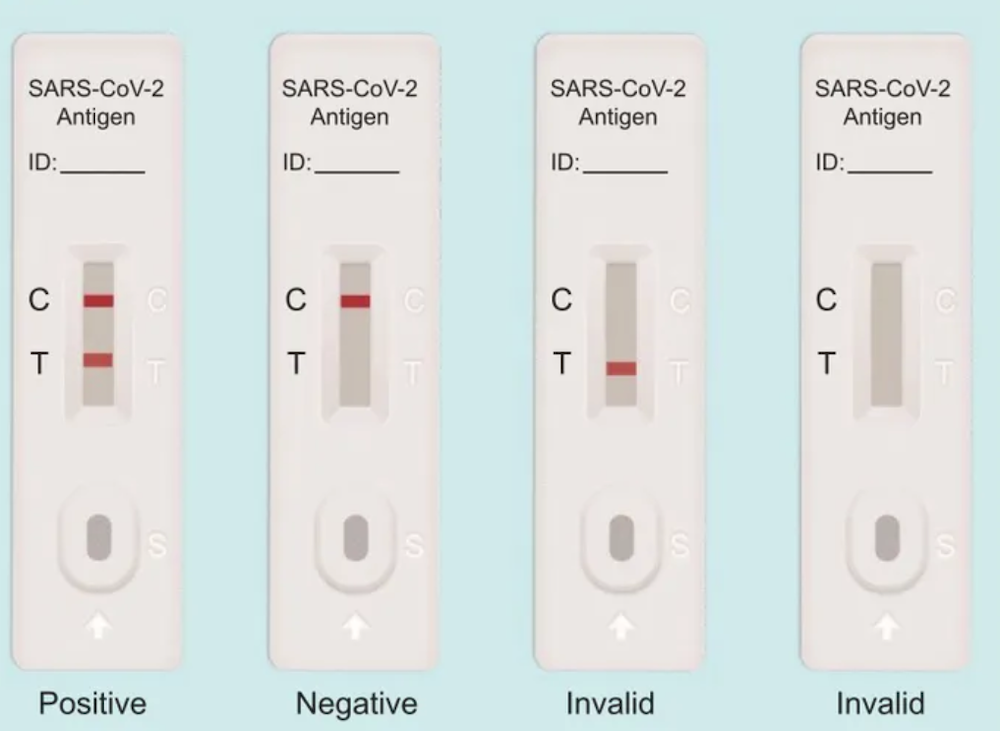 SARS-CoV-2
Antigen
ID:______
C
C
T
T
S
Positive
SARS-CoV-2
Antigen
ID:______
C
C
T
T
S
Negative
SARS-CoV-2
Antigen
ID:______
C
C
T
T
S
Invalid
SARS-CoV-2
Antigen
ID:______
C
C
T
T
S
Invalid